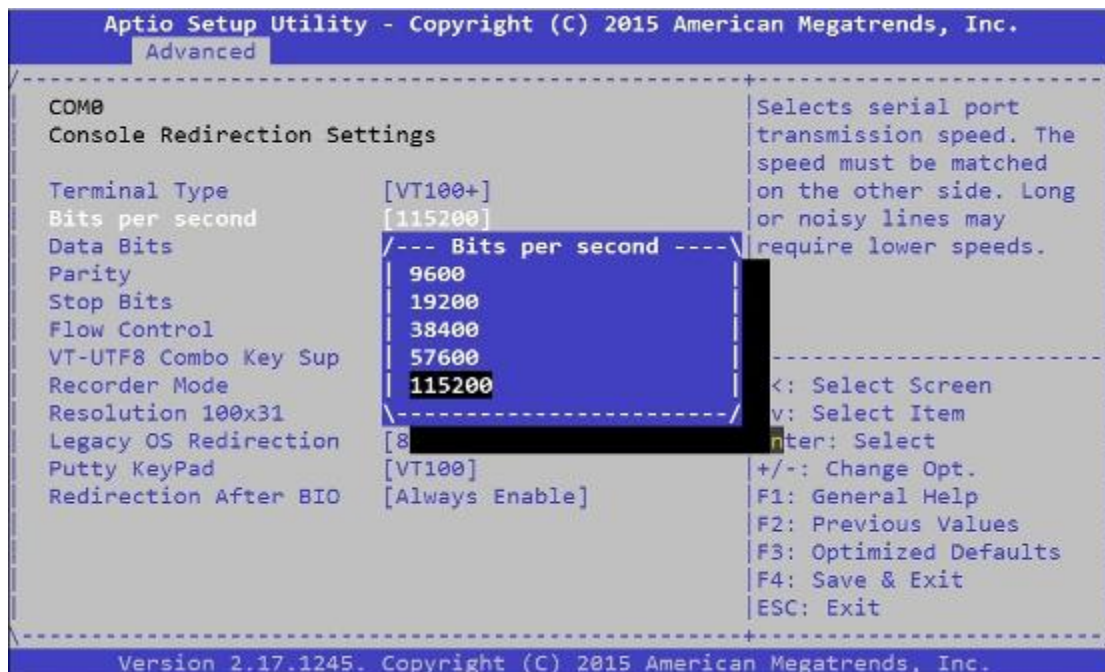 Aptio Setup Utility - Copyright (C) 2015 American Megatrends, Inc.
Advanced
COM0
Console Redirection Settings
Terminal Type [VT100+]
Bits per second [115200]
Data Bits
Parity
Stop Bits
Flow Control
VT-UTF8 Combo Key Sup
Recorder Mode
Resolution 100x31
Legacy OS Redirection [8
Putty KeyPad [VT100]
Redirection After BIO [Always Enable]
/--- Bits per second ----\
9600
19200
38400
57600
115200
Selects serial port
transmission speed. The
speed must be matched
on the other side. Long
or noisy lines may
require lower speeds.
<: Select Screen
v: Select Item
nter: Select
+/-: Change Opt.
F1: General Help
F2: Previous Values
F3: Optimized Defaults
F4: Save & Exit
ESC: Exit
Version 2.17.1245. Copyright (C) 2015 American Megatrends, Inc.